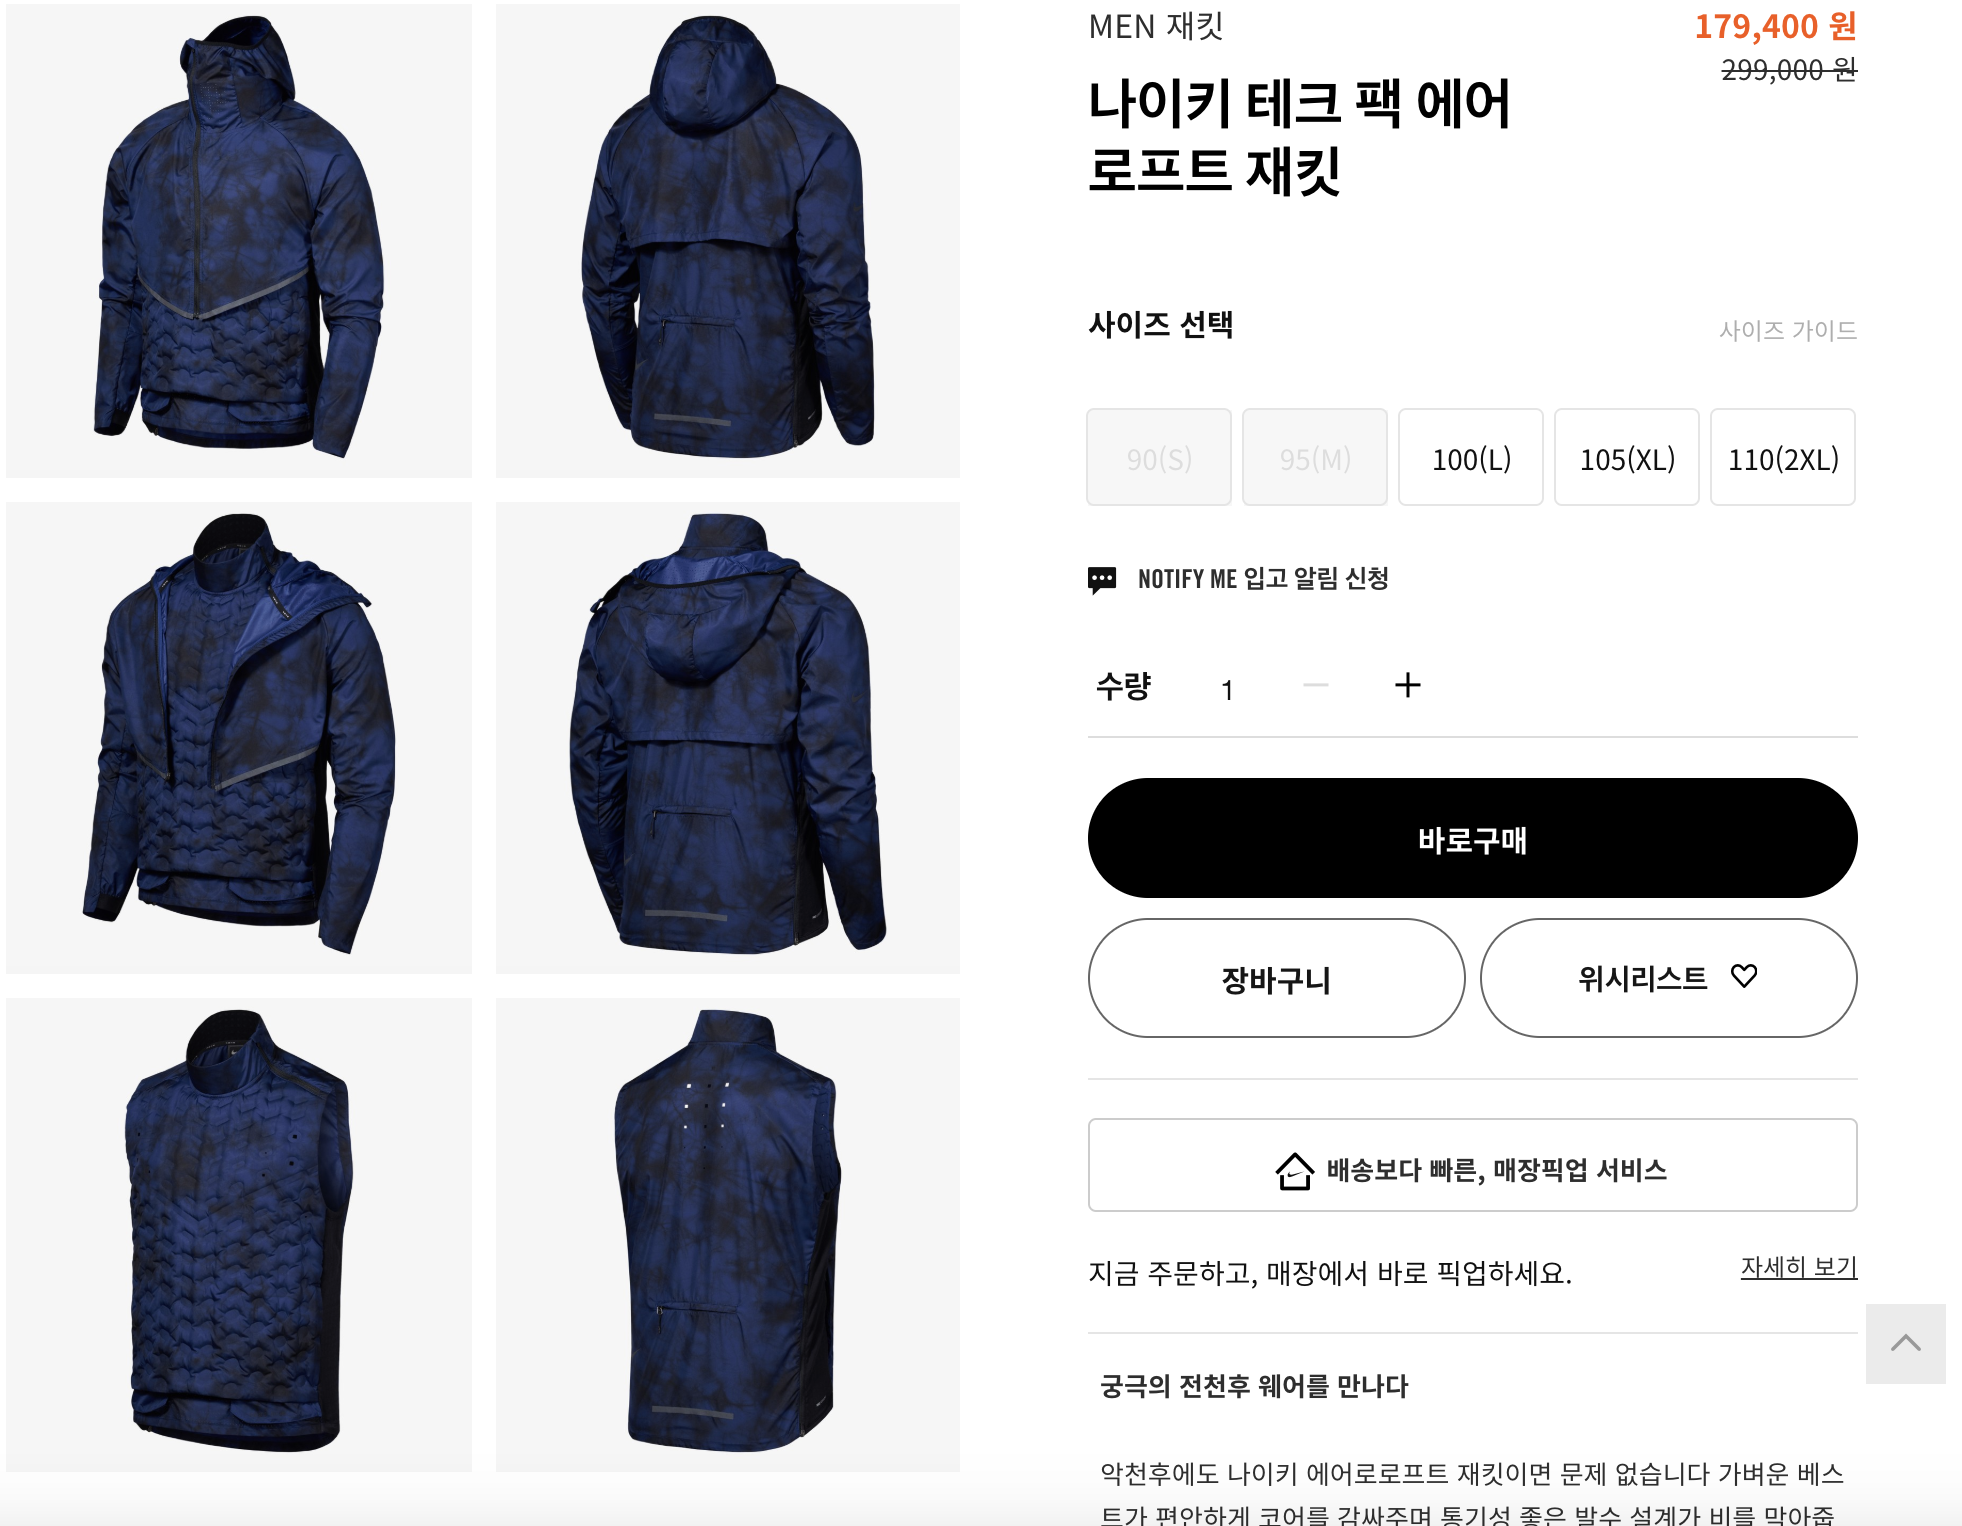 MEN 재킷
179,400 원
299,000 원
나이키 테크 팩 에어
로프트 재킷
사이즈 선택
사이즈 가이드
90(S) 95(M) 100(L) 105(XL) 110(2XL)
NOTIFY ME 입고 알림 신청
수량 1
바로구매
장바구니 위시리스트
배송보다 빠른, 매장픽업 서비스
지금 주문하고, 매장에서 바로 픽업하세요.
자세히 보기
궁극의 전천후 웨어를 만나다
악천후에도 나이키 에어로로프트 재킷이면 문제 없습니다 가벼운 베스
트가 편안하게 코어를 감싸주며 통기성 좋은 발수 설계가 비를 막아줍